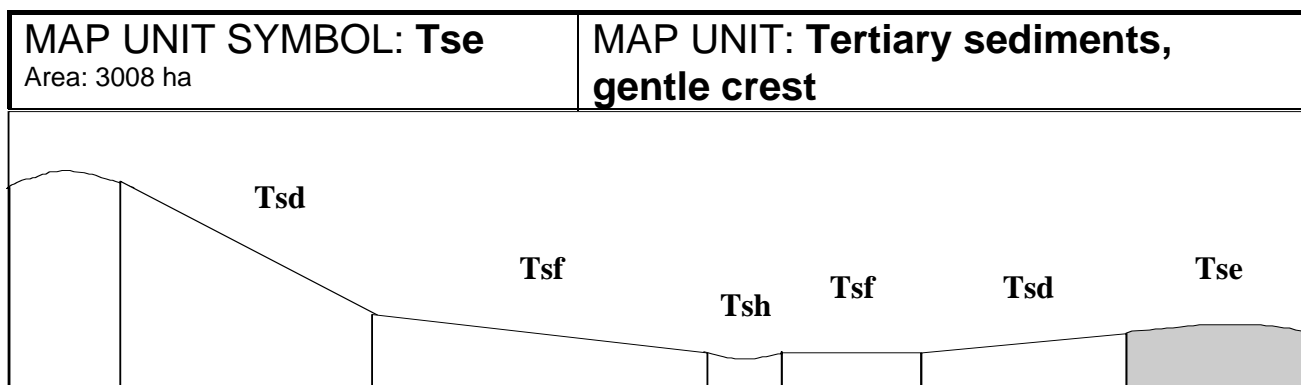 MAP UNIT SYMBOL: Tse
Area: 3008 ha
MAP UNIT: Tertiary sediments,
gentle crest
Tsd
Tsf
Tsh
Tsf
Tsd
Tse